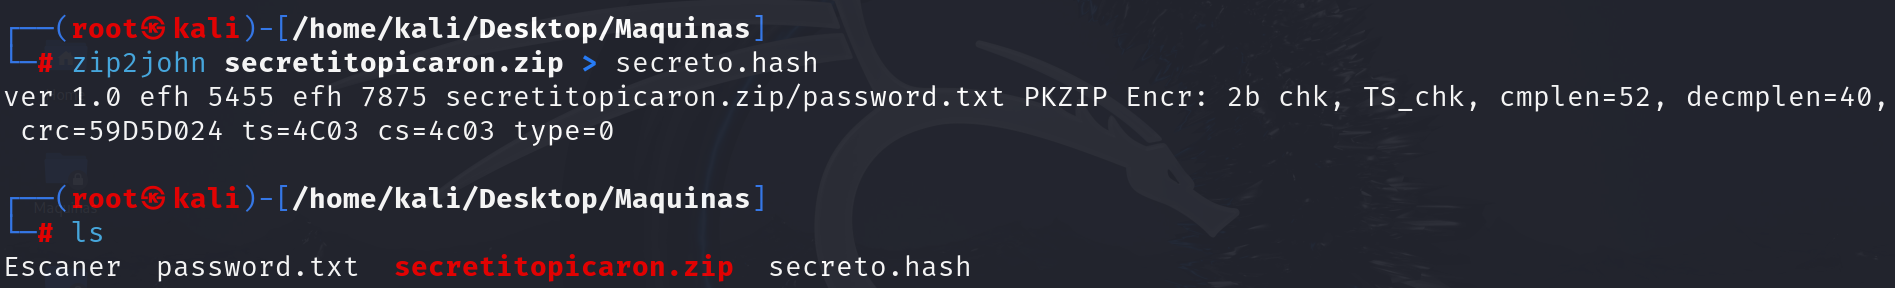 ┌──(root㉿kali)-[/home/kali/Desktop/Maquinas]
└─# zip2john secretitopicaron.zip > secreto.hash
ver 1.0 efh 5455 efh 7875 secretitopicaron.zip/password.txt PKZIP Encr: 2b chk, TS_chk, cmplen=52, decmplen=40,
 crc=59D5D024 ts=4C03 cs=4c03 type=0
┌──(root㉿kali)-[/home/kali/Desktop/Maquinas]
└─# ls
Escaner  password.txt  secretitopicaron.zip  secreto.hash